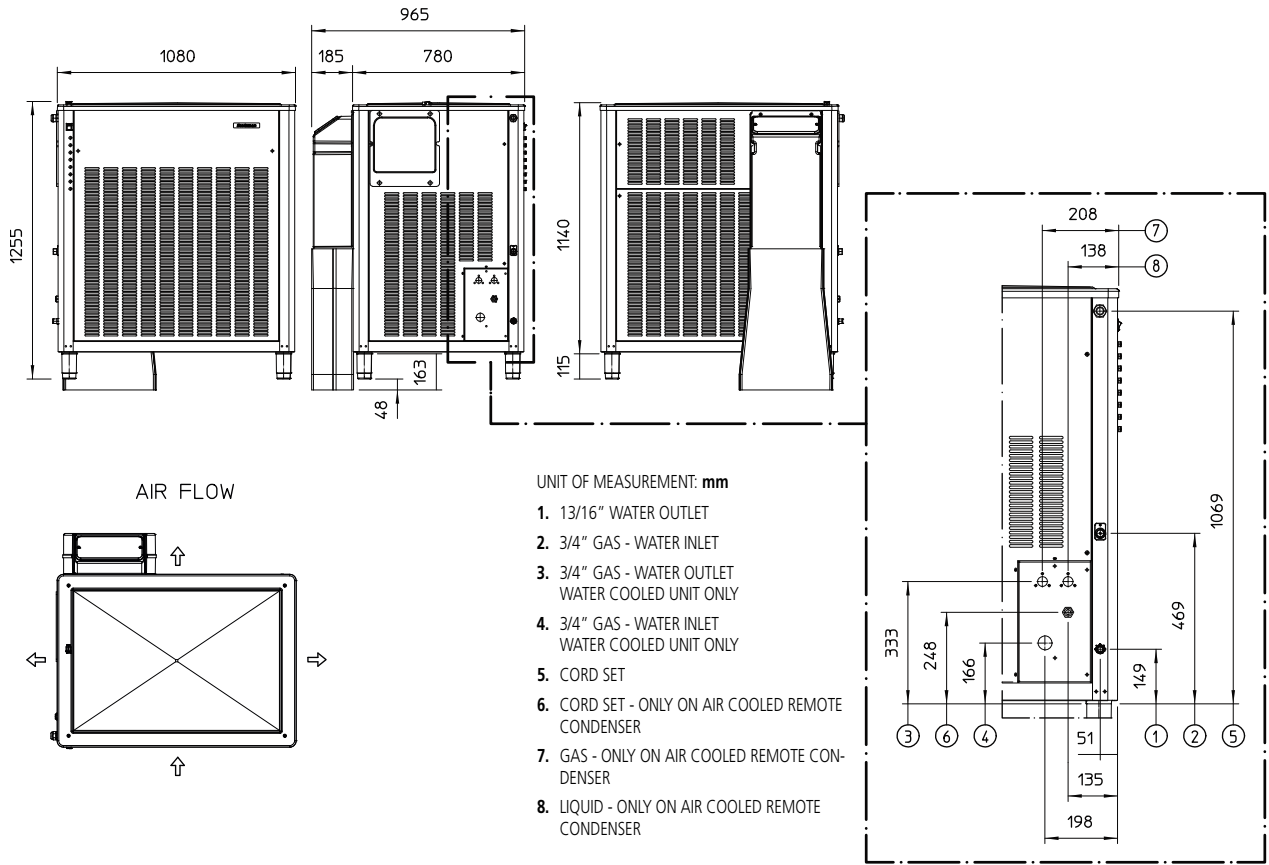 965
1080
185
780
1255
1140
115
163
48
208
7
138
8
1069
469
333
248
166
149
3
6
4
51
1
2
5
135
198
AIR FLOW
UNIT OF MEASUREMENT: mm
1. 13/16” WATER OUTLET
2. 3/4” GAS - WATER INLET
3. 3/4” GAS - WATER OUTLET
WATER COOLED UNIT ONLY
4. 3/4” GAS - WATER INLET
WATER COOLED UNIT ONLY
5. CORD SET
6. CORD SET - ONLY ON AIR COOLED REMOTE
CONDENSER
7. GAS - ONLY ON AIR COOLED REMOTE CON-
DENSER
8. LIQUID - ONLY ON AIR COOLED REMOTE
CONDENSER